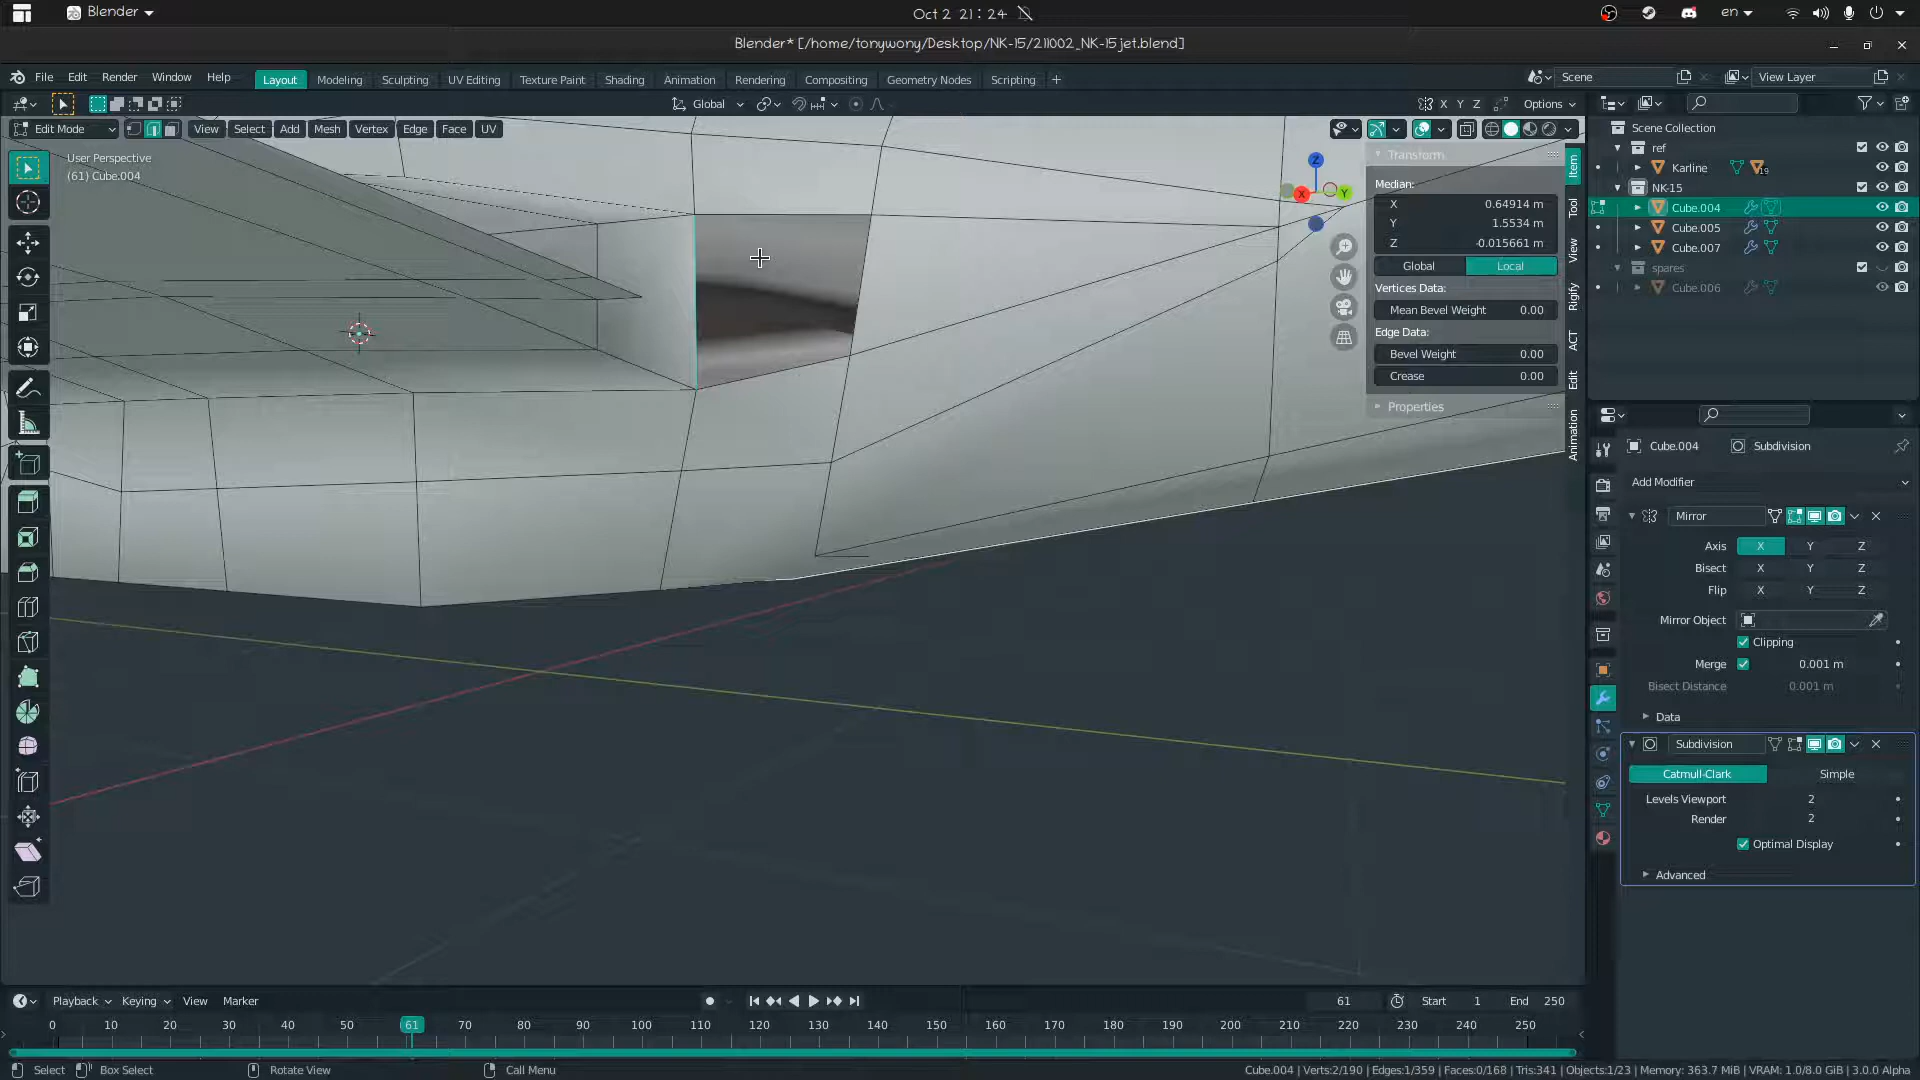 Blender
Oct 2 21:24
en
Blender* [/home/tonywony/Desktop/NK-15/211002_NK-15jet.blend]
File Edit Render Window Help
Layout Modeling Sculpting UV Editing Texture Paint Shading Animation Rendering Compositing Geometry Nodes Scripting +
Scene
View Layer
Global
X Y Z
Options
Edit Mode
View Select Add Mesh Vertex Edge Face UV
User Perspective
(61) Cube.004
Z
X
Y
Transform
Median:
X 0.64914 m
Y 1.5534 m
Z -0.015661 m
Global Local
Vertices Data:
Mean Bevel Weight 0.00
Edge Data:
Bevel Weight 0.00
Crease 0.00
Properties
Item
Tool
View
Rigify
ACT
Edit
Animation
Scene Collection
ref
Karline
19
NK-15
Cube.004
Cube.005
Cube.007
spares
Cube.006
Cube.004
Subdivision
Add Modifier
Mirror
Axis X Y Z
Bisect X Y Z
Flip X Y Z
Mirror Object
Clipping
Merge 0.001 m
Bisect Distance 0.001 m
Data
Subdivision
Catmull-Clark Simple
Levels Viewport 2
Render 2
Optimal Display
Advanced
Playback Keying View Marker
61
Start 1
End 250
0 10 20 30 40 50 61 70 80 90 100 110 120 130 140 150 160 170 180 190 200 210 220 230 240 250
Select Box Select Rotate View Call Menu
Cube.004 | Verts:2/190 | Edges:1/359 | Faces:0/168 | Tris:341 | Objects:1/23 | Memory: 363.7 MiB | VRAM: 1.0/8.0 GiB | 3.0.0 Alpha